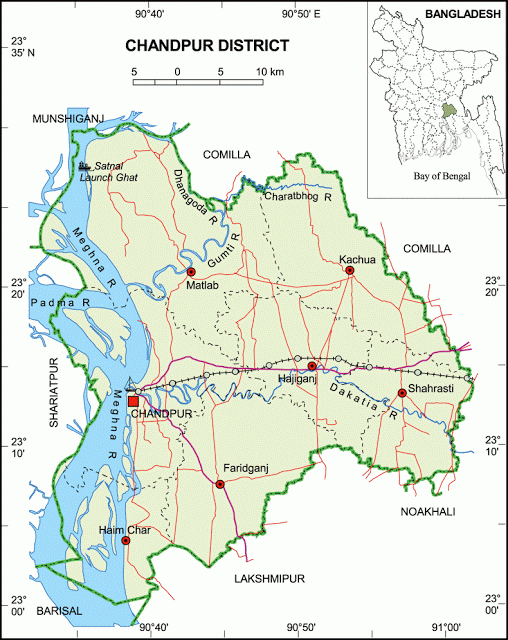 90°40'
90°50' E
BANGLADESH
23°
35' N
CHANDPUR DISTRICT
5 0 5 10 km
MUNSHIGANJ
COMILLA
Satnal
Launch Ghat
Dhanagoda R
Charatbhog R
Bay of Bengal
Meghna R
Gumti R
Kachua
COMILLA
Matlab
23°
20'
23°
20'
Padma R
SHARIATPUR
Hajiganj
Shahrasti
Dakatia R
Meghna R
CHANDPUR
23°
10'
23°
10'
Faridganj
NOAKHALI
Haim Char
LAKSHMIPUR
BARISAL
23°
00'
23°
00'
90°40'
90°50'
91°00'